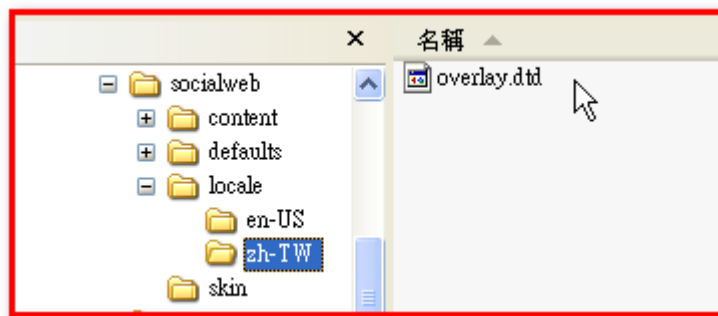 名稱
socialweb
overlay.dtd
content
defaults
locale
en-US
zh-TW
skin